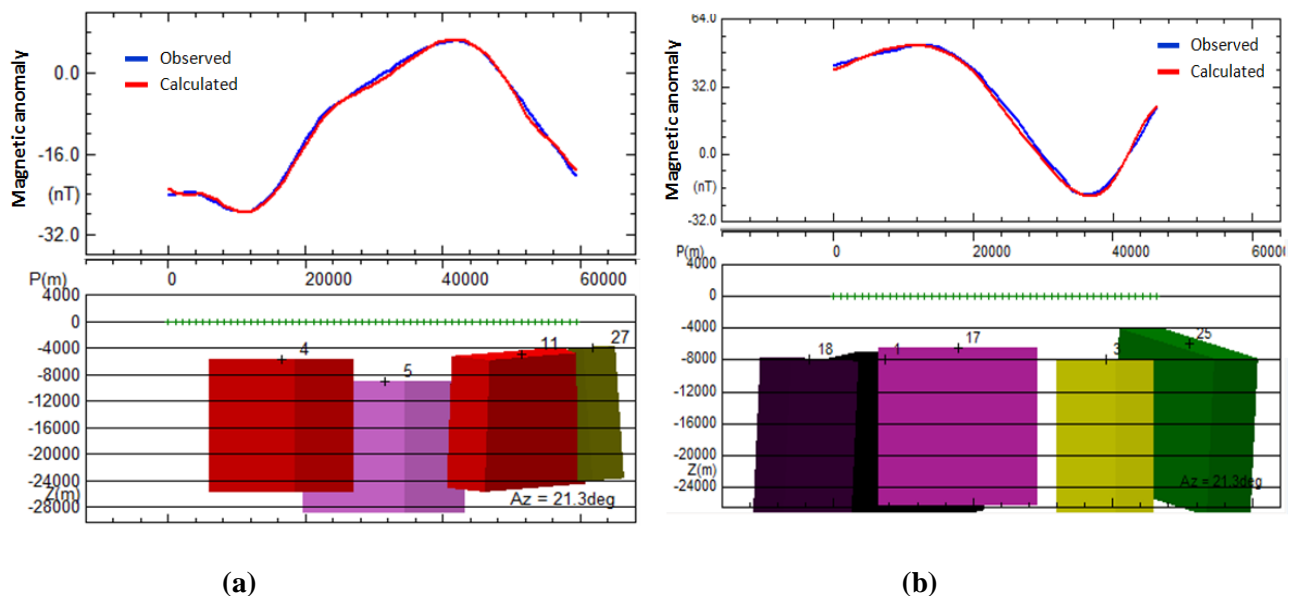 Magnetic anomaly
0.0
-16.0
(nT)
-32.0
Observed
Calculated
P(m) 0 20000 40000 60000
4000
0
-4000
-8000
-12000
-16000
-20000
-24000
Z(m)
-28000
4
5
11
27
Az = 21.3deg
(a)
Magnetic anomaly
64.0
32.0
0.0
(nT)
-32.0
Observed
Calculated
P(m) 0 20000 40000 60000
4000
0
-4000
-8000
-12000
-16000
-20000
Z(m)
-24000
18
1
17
3
25
Az = 21.3deg
(b)